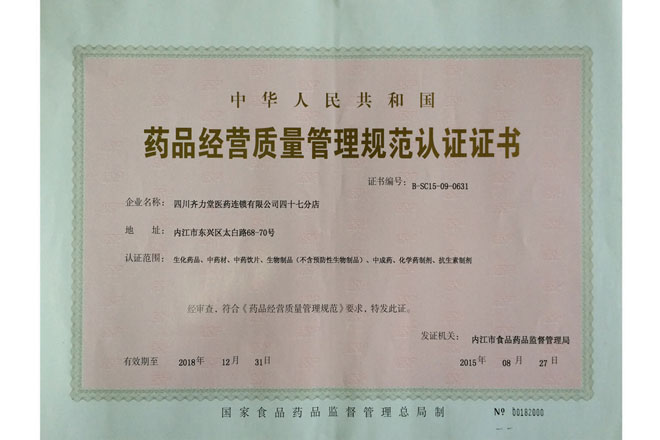 中华人民共和国
药品经营质量管理规范认证证书
证书编号：B-SC15-09-0631
企业名称：四川齐力堂医药连锁有限公司四十七分店
地 址：内江市东兴区太白路68-70号
认证范围：生化药品、中药材、中药饮片、生物制品（不含预防性生物制品）、中成药、化学药制剂、抗生素制剂
经审查，符合《药品经营质量管理规范》要求，特发此证。
发证机关：内江市食品药品监督管理局
有效期至 2018年 12月 31日 2015年 08月 27日
国家食品药品监督管理总局制 № 00182000